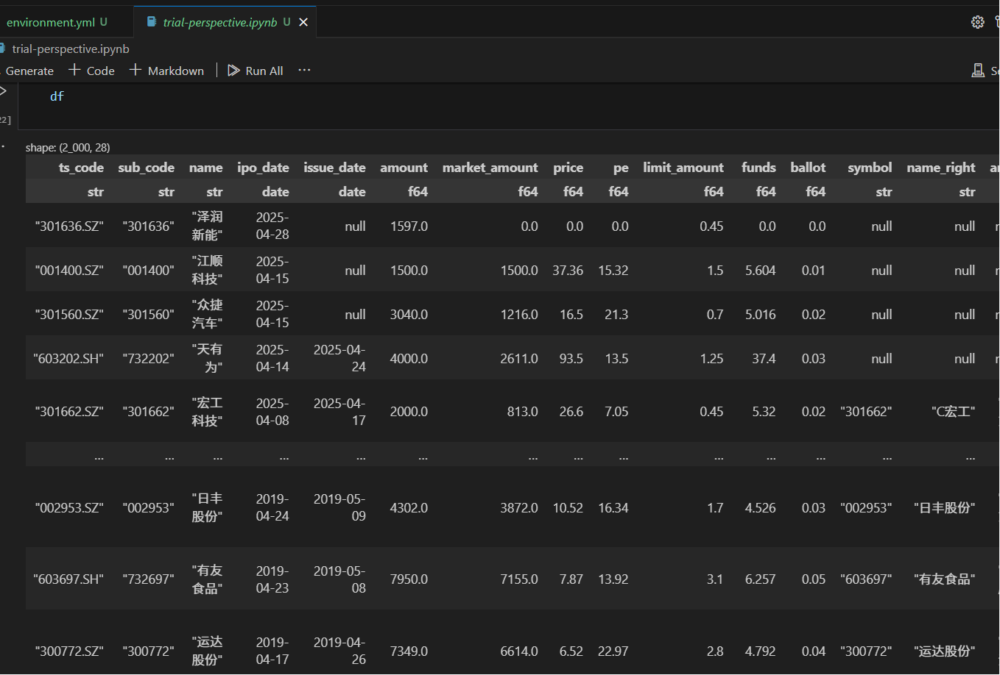 environment.yml U
trial-perspective.ipynb U
trial-perspective.ipynb
Generate + Code + Markdown Run All ...
df
shape: (2_000, 28)
ts_code sub_code name ipo_date issue_date amount market_amount price pe limit_amount funds ballot symbol name_right
str str str date date f64 f64 f64 f64 f64 f64 f64 str str
"301636.SZ" "301636" "泽润新能" 2025-04-28 null 1597.0 0.0 0.0 0.0 0.45 0.0 0.0 null null
"001400.SZ" "001400" "江顺科技" 2025-04-15 null 1500.0 1500.0 37.36 15.32 1.5 5.604 0.01 null null
"301560.SZ" "301560" "众捷汽车" 2025-04-15 null 3040.0 1216.0 16.5 21.3 0.7 5.016 0.02 null null
"603202.SH" "732202" "天有为" 2025-04-14 2025-04-24 4000.0 2611.0 93.5 13.5 1.25 37.4 0.03 null null
"301662.SZ" "301662" "宏工科技" 2025-04-08 2025-04-17 2000.0 813.0 26.6 7.05 0.45 5.32 0.02 "301662" "C宏工"
... ... ... ... ... ... ... ... ... ... ... ... ... ...
"002953.SZ" "002953" "日丰股份" 2019-04-24 2019-05-09 4302.0 3872.0 10.52 16.34 1.7 4.526 0.03 "002953" "日丰股份"
"603697.SH" "732697" "有友食品" 2019-04-23 2019-05-08 7950.0 7155.0 7.87 13.92 3.1 6.257 0.05 "603697" "有友食品"
"300772.SZ" "300772" "运达股份" 2019-04-17 2019-04-26 7349.0 6614.0 6.52 22.97 2.8 4.792 0.04 "300772" "运达股份"